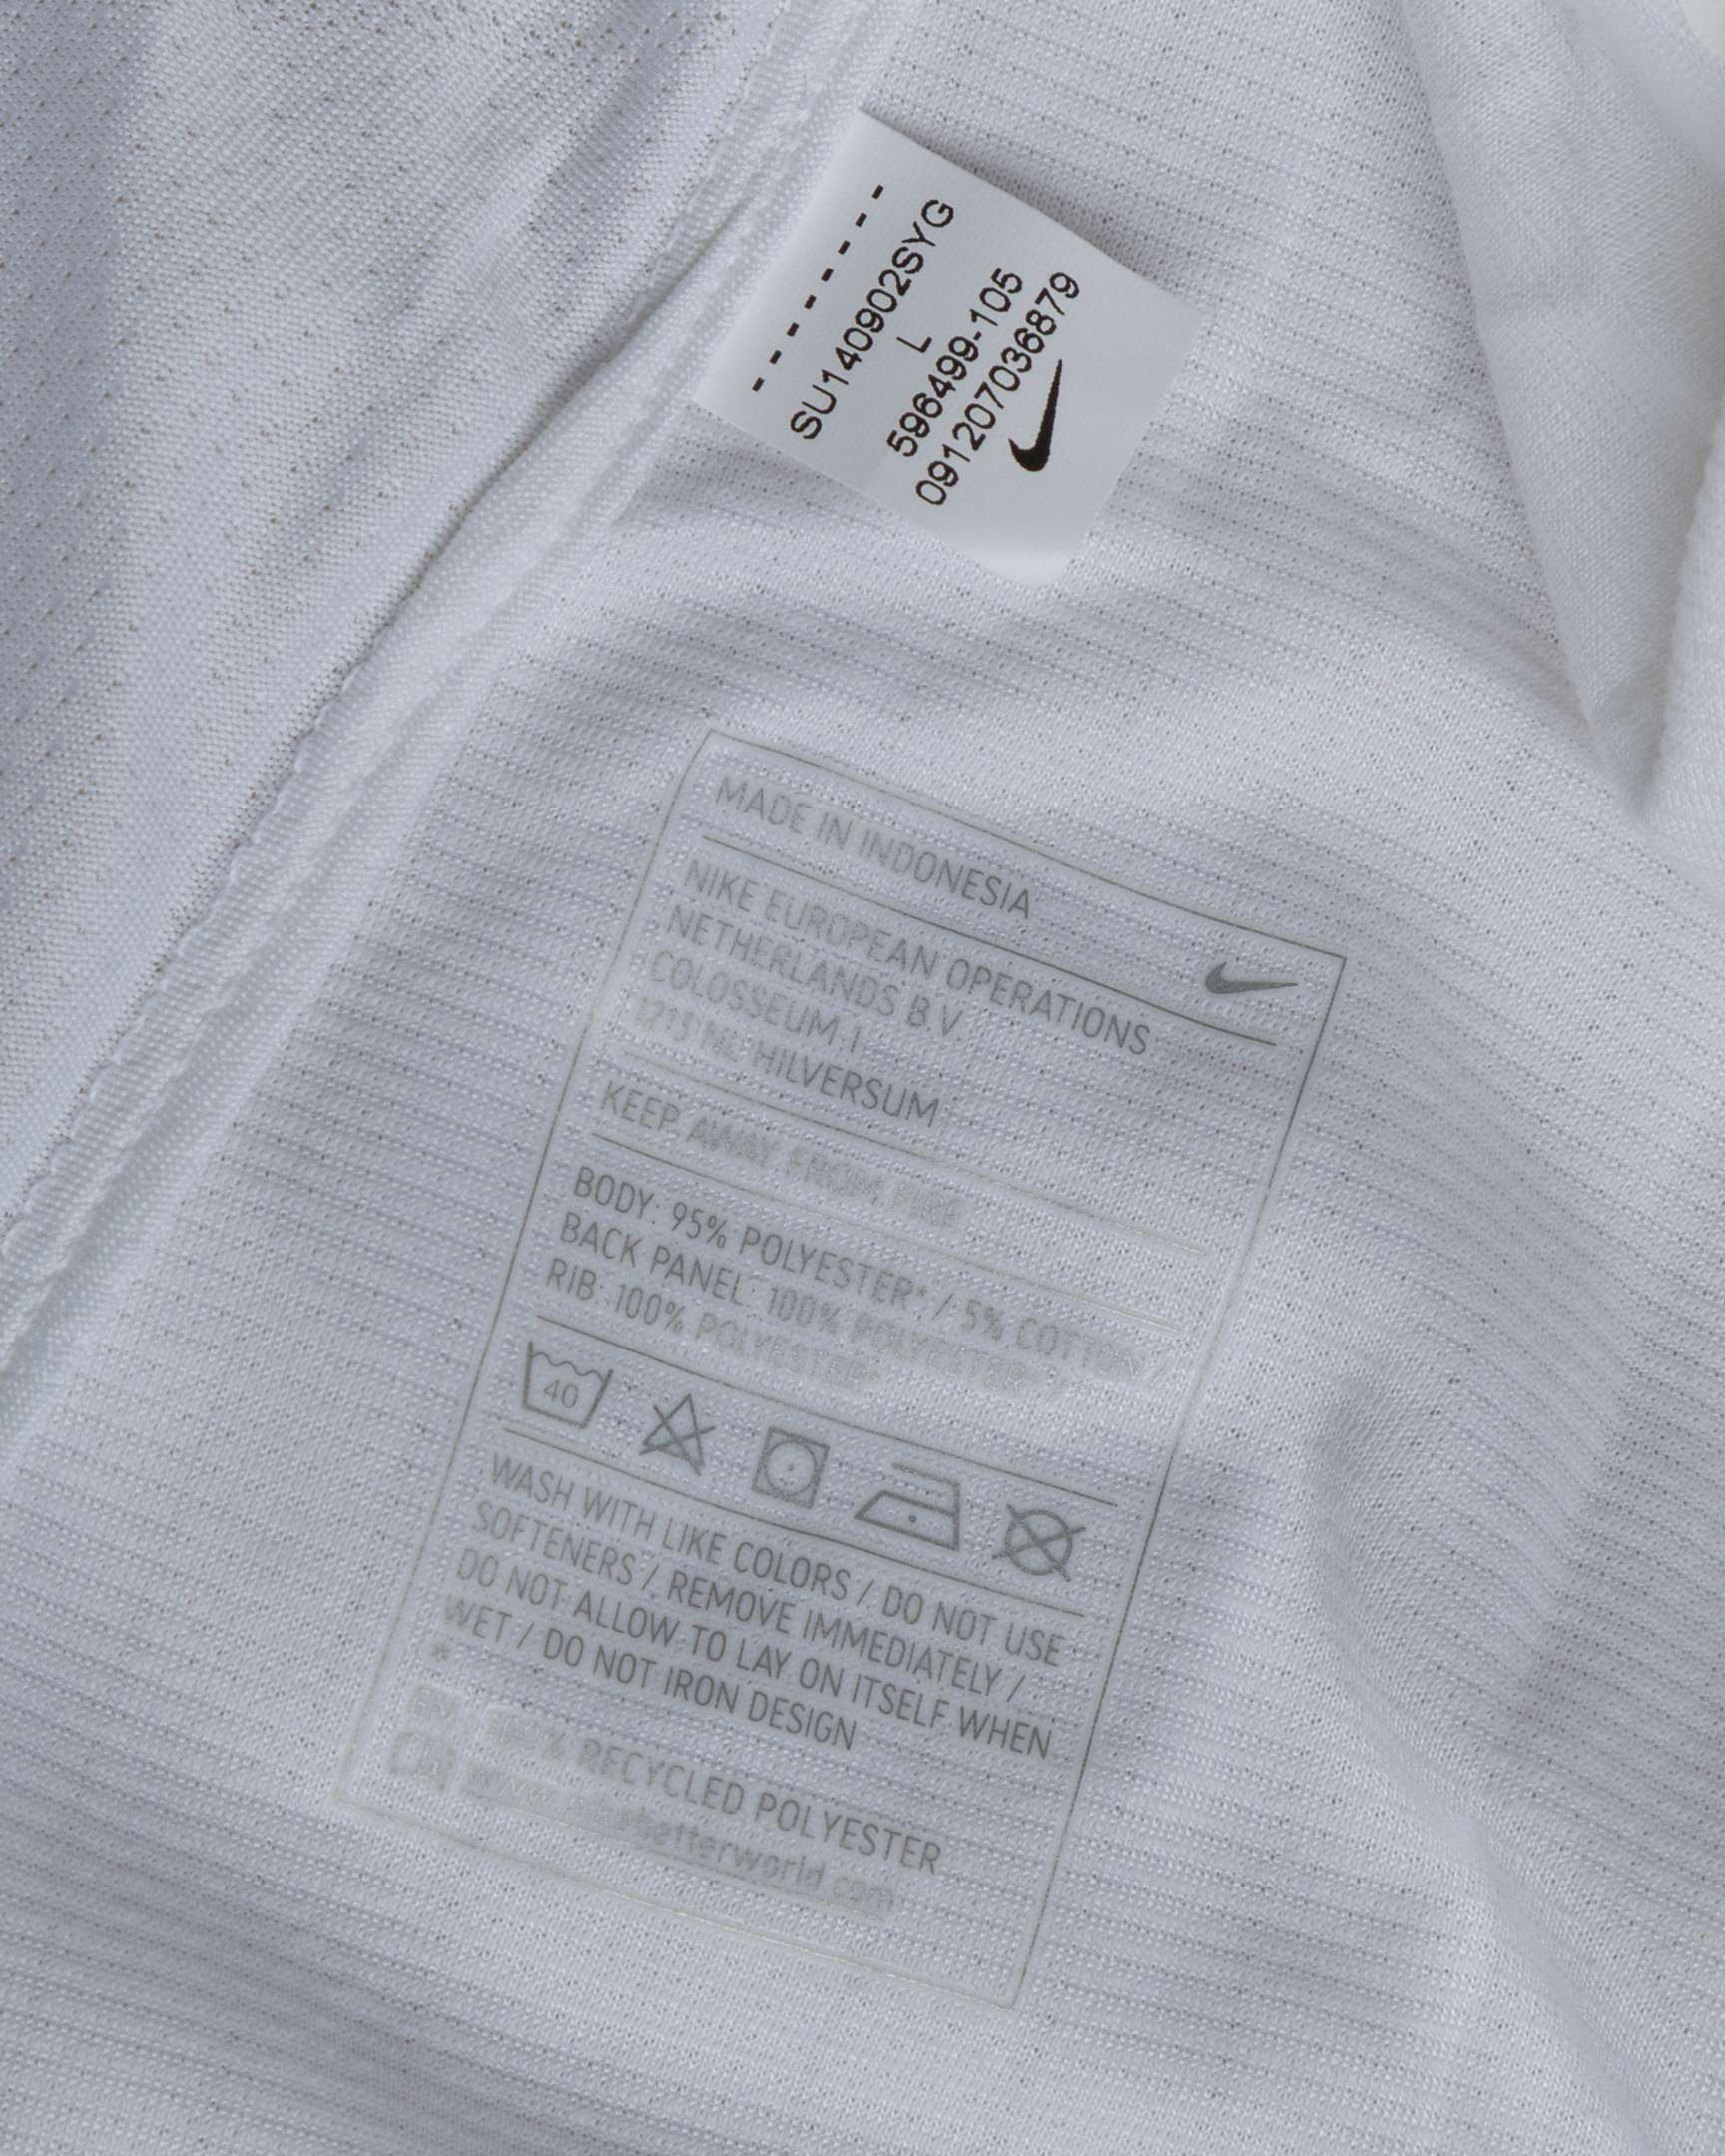 --------
SU140902SYG
L
596499-105
091207036879
MADE IN INDONESIA
NIKE EUROPEAN OPERATIONS
NETHERLANDS B.V.
COLOSSEUM 1
1213 NL HILVERSUM
KEEP AWAY FROM FIRE
BODY: 95% POLYESTER* / 5% COTTON /
BACK PANEL: 100% POLYESTER* /
RIB: 100% POLYESTER*
40
WASH WITH LIKE COLORS / DO NOT USE
SOFTENERS / REMOVE IMMEDIATELY /
DO NOT ALLOW TO LAY ON ITSELF WHEN
WET / DO NOT IRON DESIGN
*
RECYCLED POLYESTER